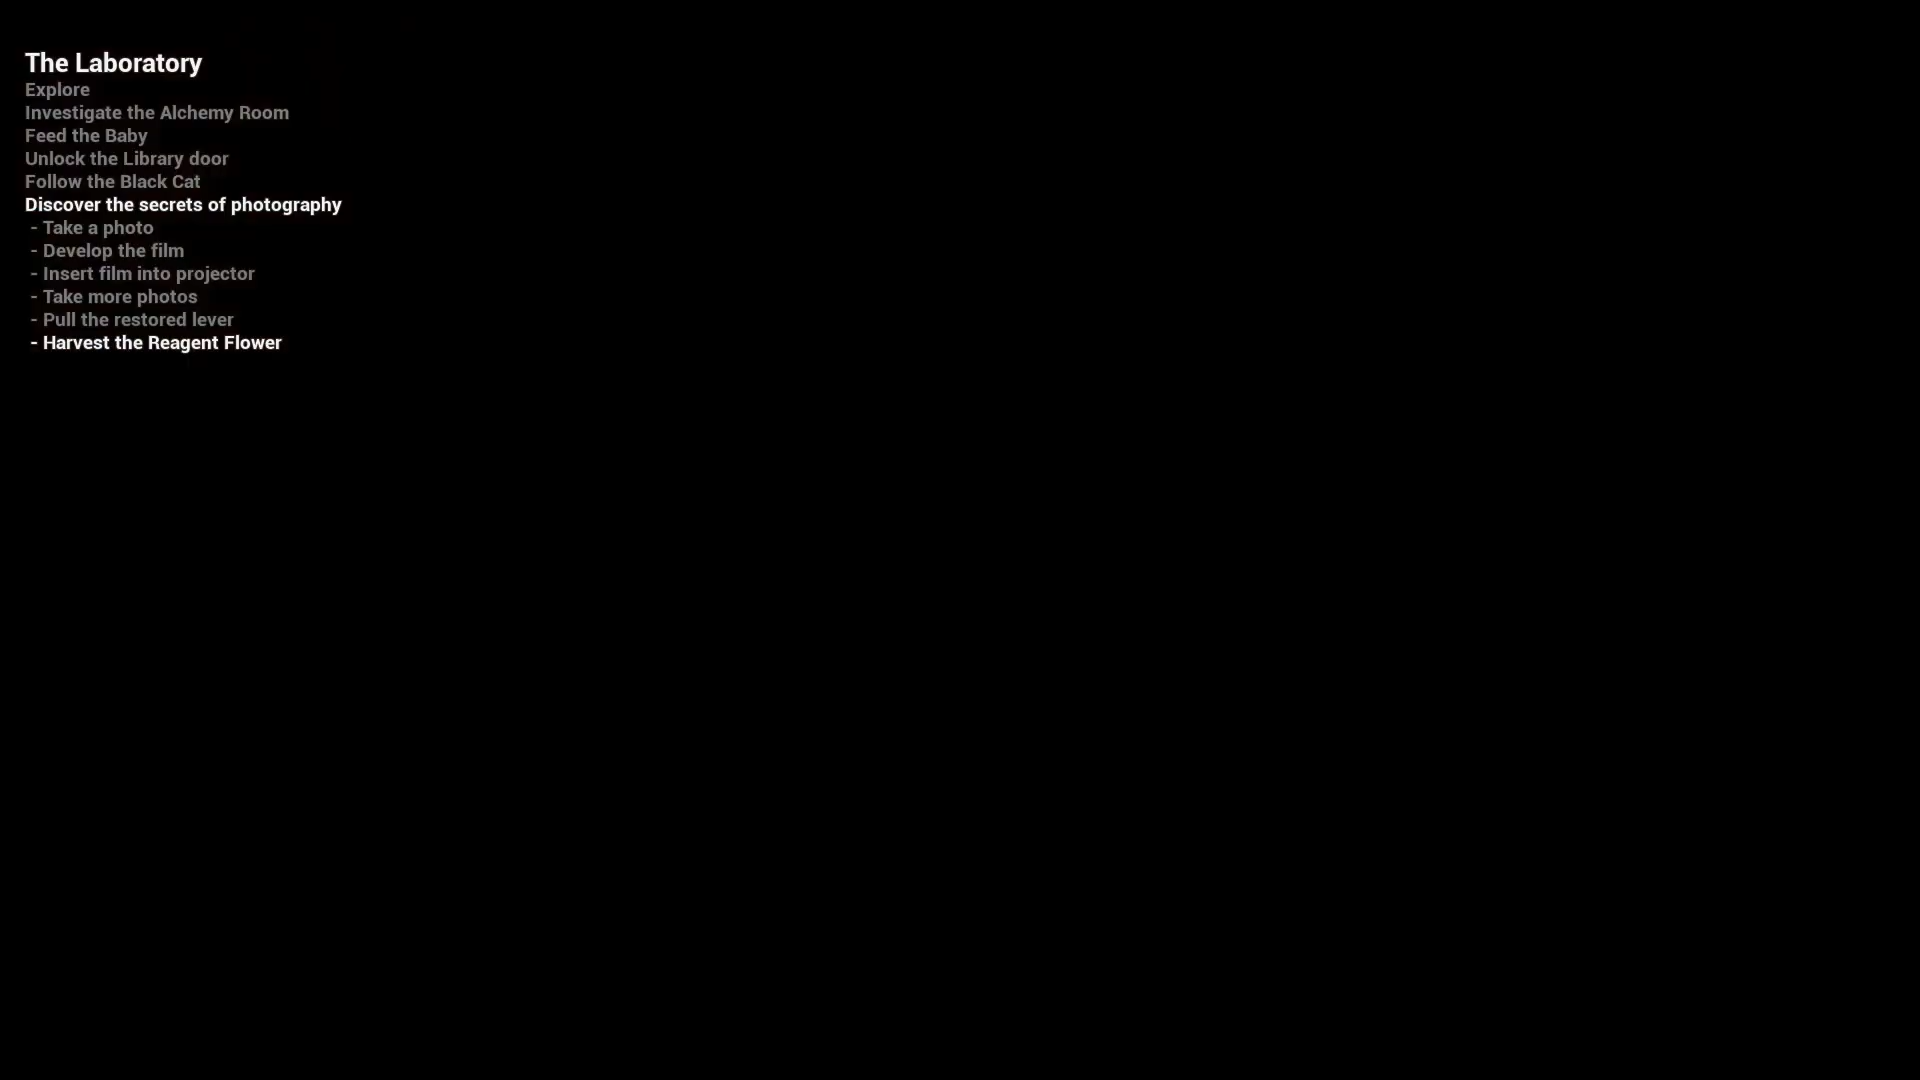 The Laboratory
Explore
Investigate the Alchemy Room
Feed the Baby
Unlock the Library door
Follow the Black Cat
Discover the secrets of photography
- Take a photo
- Develop the film
- Insert film into projector
- Take more photos
- Pull the restored lever
- Harvest the Reagent Flower